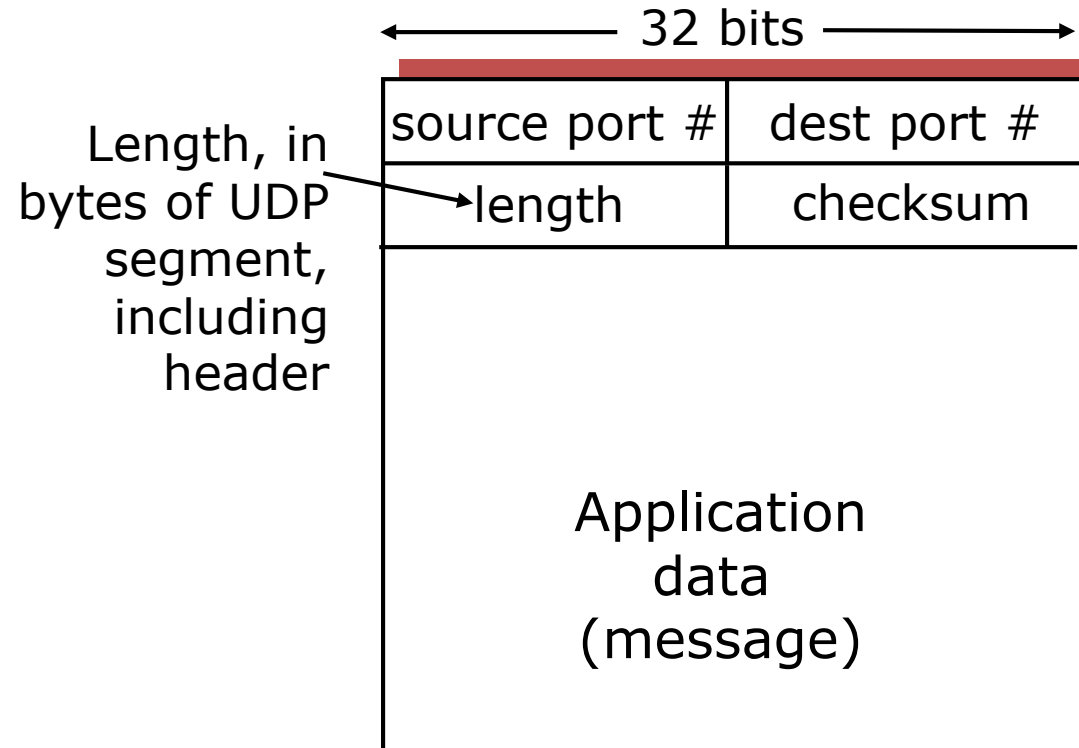 32 bits
source port # dest port #
Length, in
bytes of UDP
segment,
including
header
length checksum
Application
data
(message)